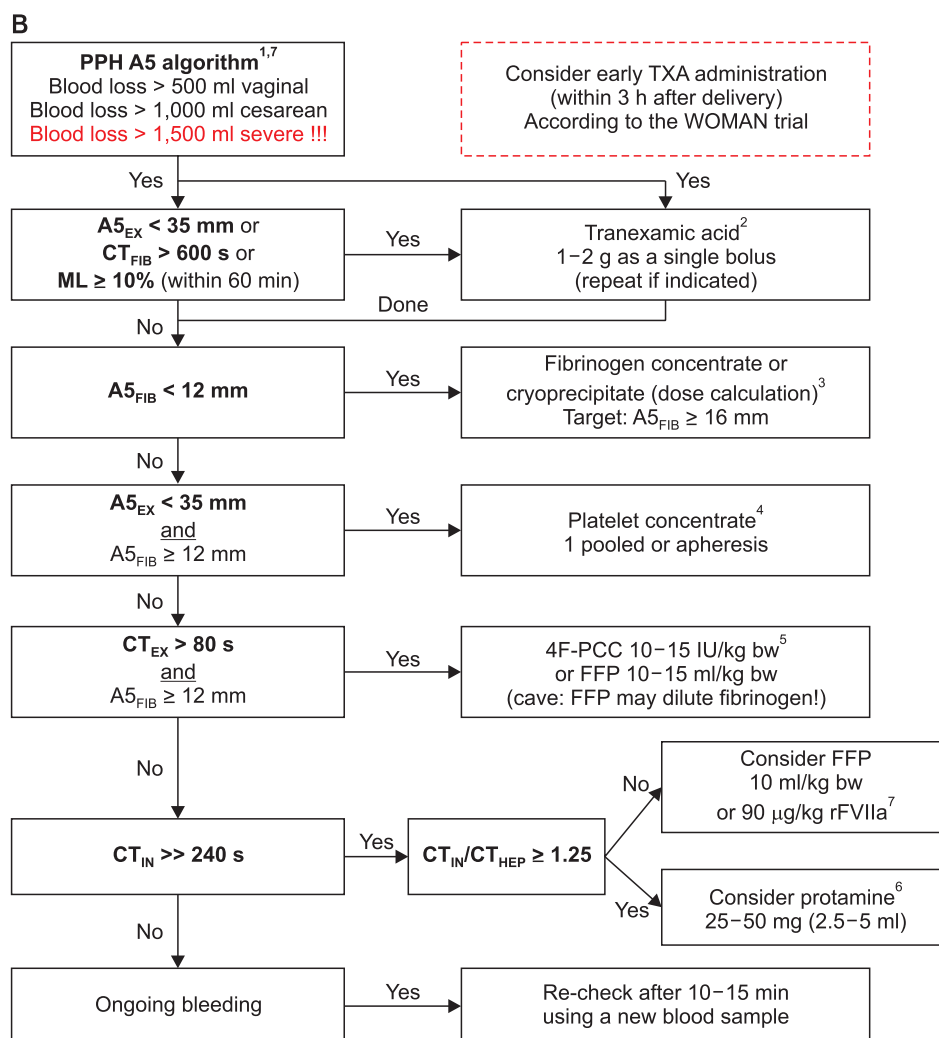 B
PPH A5 algorithm1,7
Blood loss > 500 ml vaginal
Blood loss > 1,000 ml cesarean
Blood loss > 1,500 ml severe !!!
Consider early TXA administration
(within 3 h after delivery)
According to the WOMAN trial
Yes
Yes
A5EX < 35 mm or
CTFIB > 600 s or
ML ≥ 10% (within 60 min)
Yes
Tranexamic acid2
1−2 g as a single bolus
(repeat if indicated)
Done
No
A5FIB < 12 mm
Yes
Fibrinogen concentrate or
cryoprecipitate (dose calculation)3
Target: A5FIB ≥ 16 mm
No
A5EX < 35 mm
and
A5FIB ≥ 12 mm
Yes
Platelet concentrate4
1 pooled or apheresis
No
CTEX > 80 s
and
A5FIB ≥ 12 mm
Yes
4F-PCC 10−15 IU/kg bw5
or FFP 10−15 ml/kg bw
(cave: FFP may dilute fibrinogen!)
No
CTIN >> 240 s
Yes
CTIN/CTHEP ≥ 1.25
No
Consider FFP
10 ml/kg bw
or 90 μg/kg rFVIIa7
Yes
Consider protamine6
25−50 mg (2.5−5 ml)
No
Ongoing bleeding
Yes
Re-check after 10−15 min
using a new blood sample